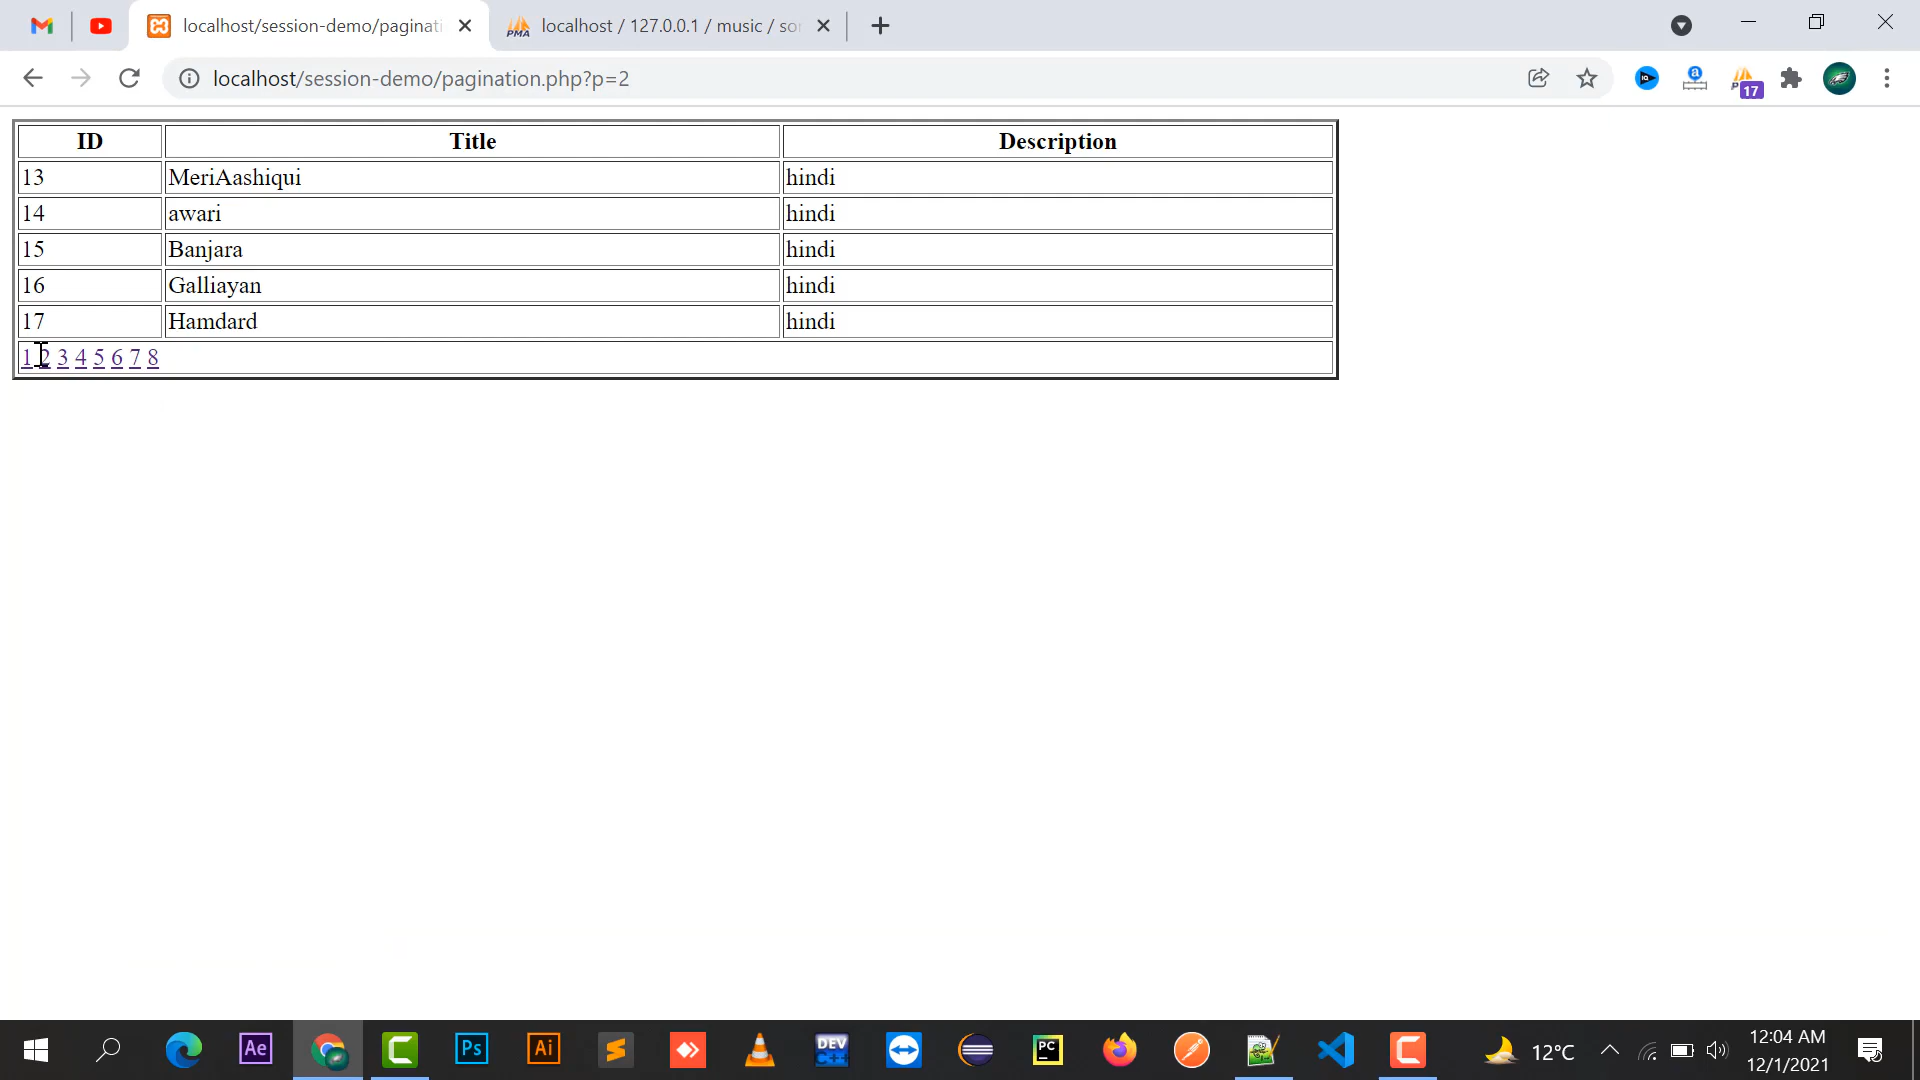 localhost/session-demo/paginati
localhost / 127.0.0.1 / music / so
localhost/session-demo/pagination.php?p=2
17
ID Title Description
13 MeriAashiqui hindi
14 awari hindi
15 Banjara hindi
16 Galliayan hindi
17 Hamdard hindi
1 2 3 4 5 6 7 8
Ae
Ps
Ai
DEV
C++
PC
12°C
12:04 AM
12/1/2021